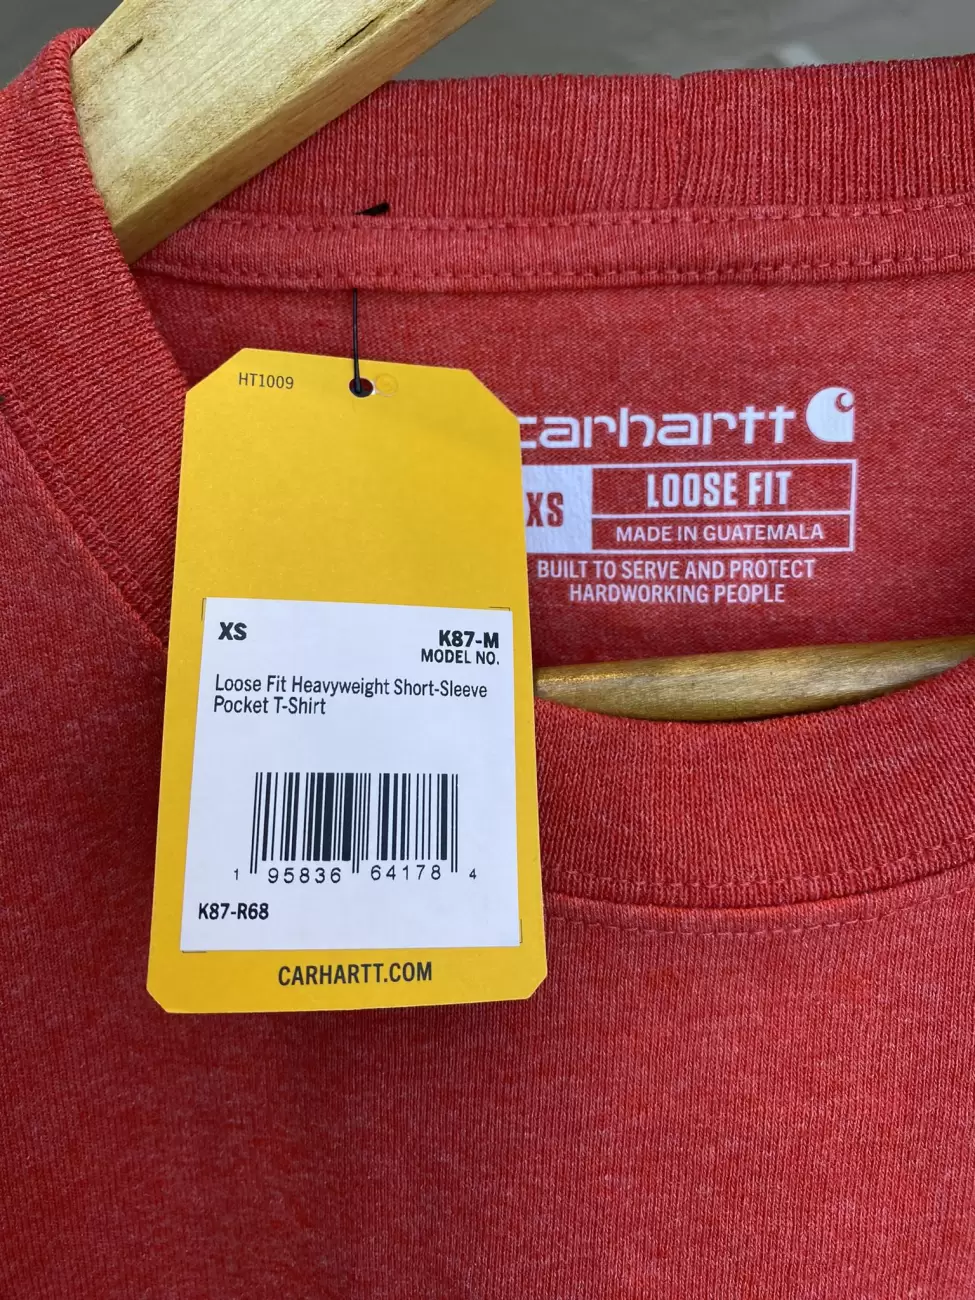 HT1009
carhartt
XS
LOOSE FIT
MADE IN GUATEMALA
BUILT TO SERVE AND PROTECT
HARDWORKING PEOPLE
XS
K87-M
MODEL NO.
Loose Fit Heavyweight Short-Sleeve
Pocket T-Shirt
1 95836 64178 4
K87-R68
CARHARTT.COM